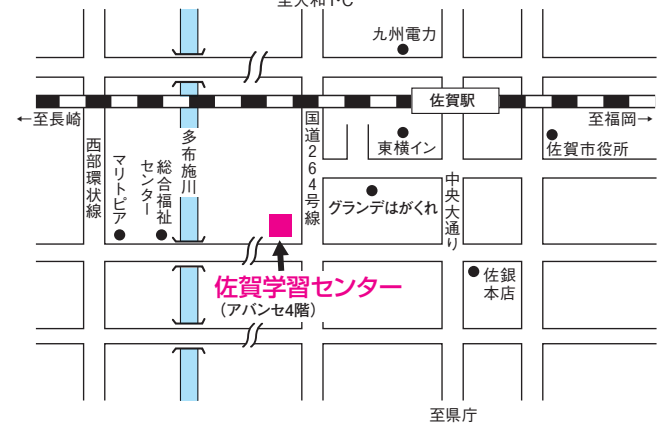 至大和I・C
九州電力
佐賀駅
←至長崎
至福岡→
国道264号線
東横イン
佐賀市役所
西部環状線
マリトピア
総合福祉
センター
多布施川
グランデはがくれ
中央大通り
佐賀学習センター
（アバンセ4階）
佐銀
本店
至県庁